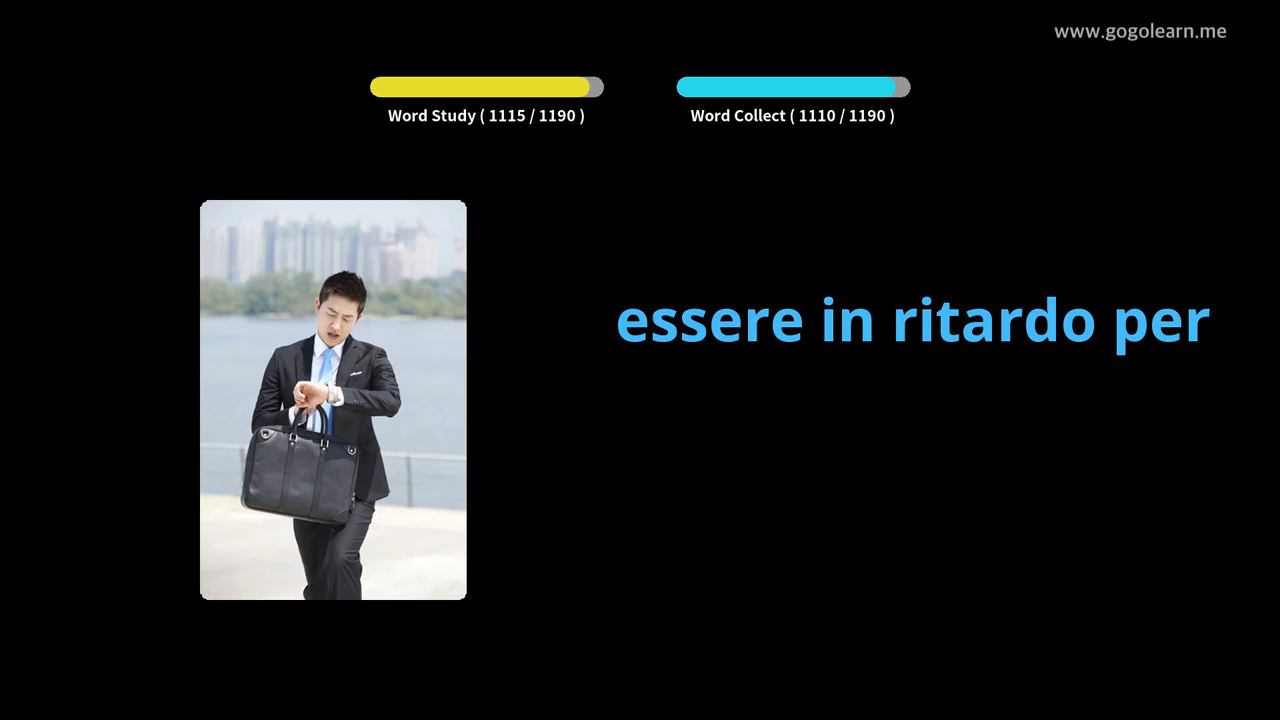 www.gogolearn.me
Word Study ( 1115 / 1190 )
Word Collect ( 1110 / 1190 )
essere in ritardo per